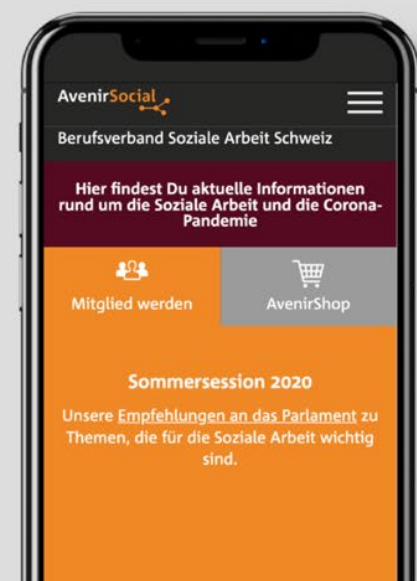 AvenirSocial
Berufsverband Soziale Arbeit Schweiz
Hier findest Du aktuelle Informationen
rund um die Soziale Arbeit und die Corona-
Pandemie
Mitglied werden
AvenirShop
Sommersession 2020
Unsere Empfehlungen an das Parlament zu
Themen, die für die Soziale Arbeit wichtig
sind.